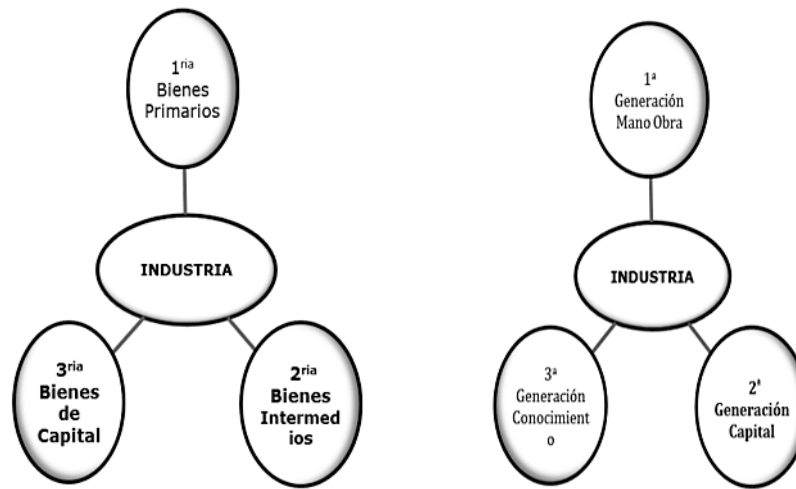 1ria
Bienes
Primarios
INDUSTRIA
3ria
Bienes
de
Capital
2ria
Bienes
Intermed
ios
1ª
Generación
Mano Obra
INDUSTRIA
3ª
Generación
Conocimient
o
2ª
Generación
Capital